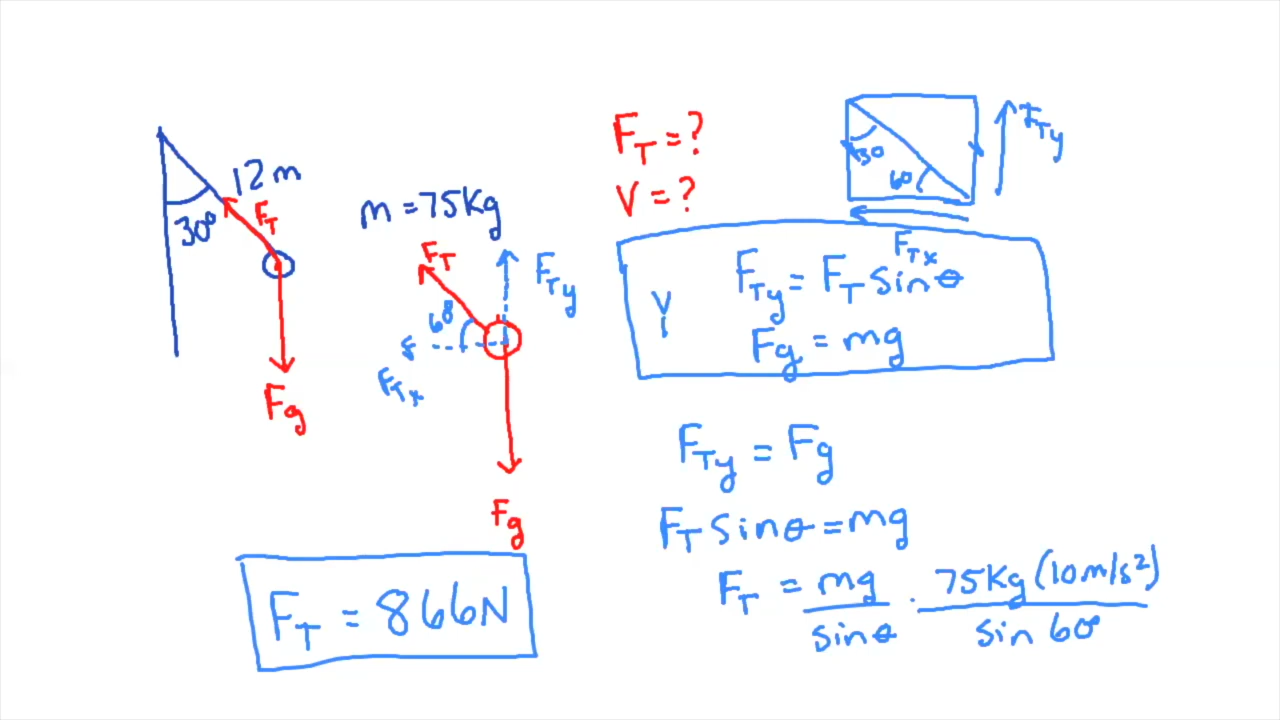 12 m
30°
F_T
F_g
m = 75Kg
F_T
F_Ty
60
F_Tx
F_g
F_T = ?
V = ?
30
60
F_Ty
F_Tx
F_Ty = F_T sinθ
F_g = mg
F_Ty = F_g
F_T sinθ = mg
F_T = mg / sinθ · 75Kg (10 m/s²) / sin 60°
F_T = 866N